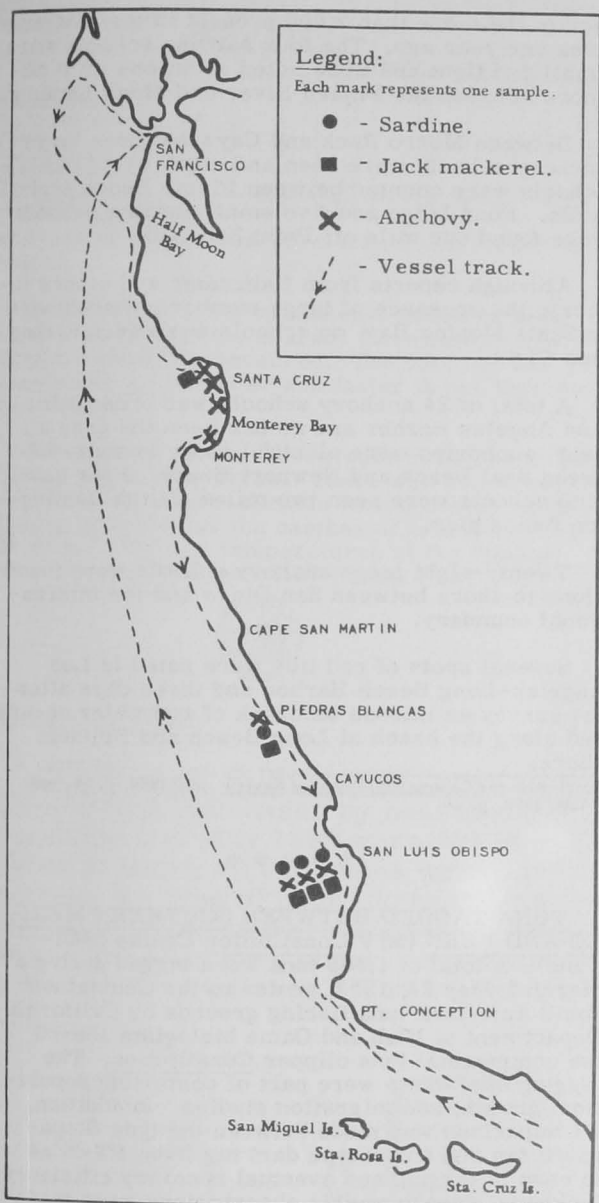 Legend:
Each mark represents one sample.
- Sardine.
- Jack mackerel.
- Anchovy.
- Vessel track.
SAN
FRANCISCO
Half Moon
Bay
SANTA CRUZ
Monterey Bay
MONTEREY
CAPE SAN MARTIN
PIEDRAS BLANCAS
CAYUCOS
SAN LUIS OBISPO
PT. CONCEPTION
San Miguel Is.
Sta. Rosa Is.
Sta. Cruz Is.